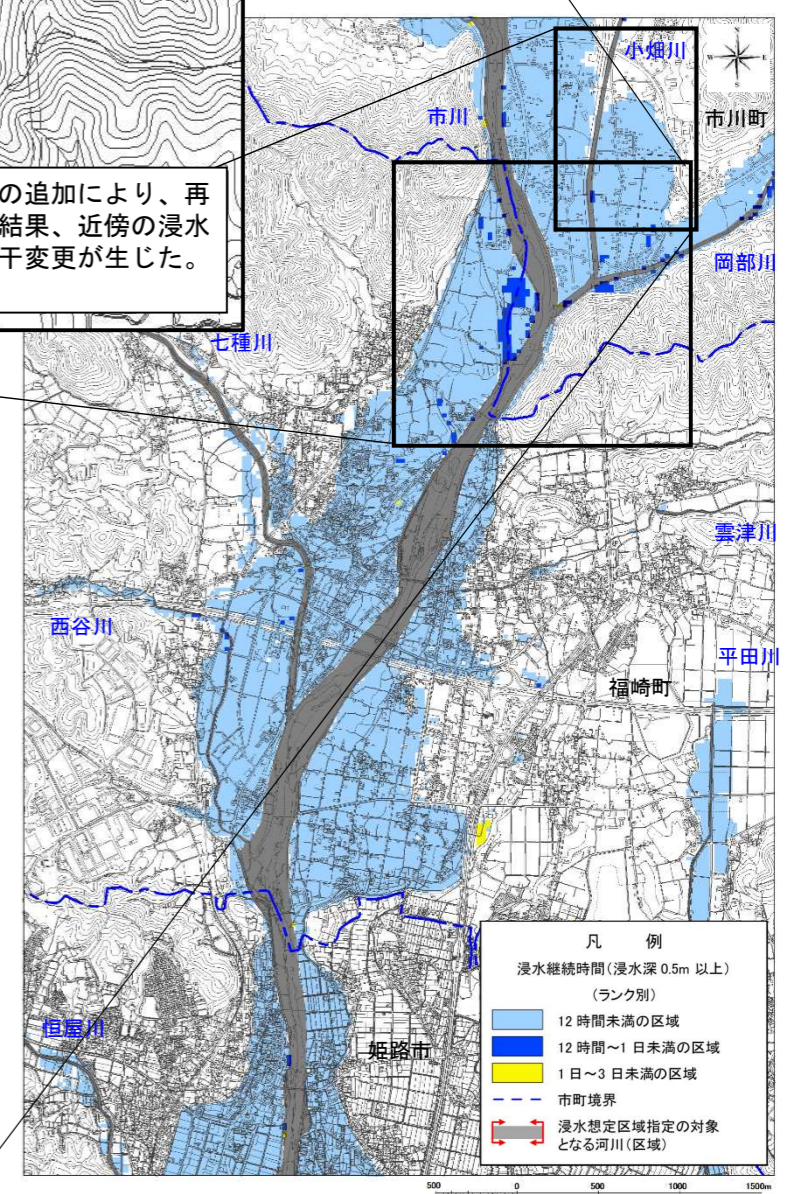 小畑川
N
W E
S
市川
市川町
の追加により、再
結果、近傍の浸水
干変更が生じた。
岡部川
七種川
雲津川
西谷川
平田川
福崎町
恒屋川
姫路市
凡 例
浸水継続時間(浸水深 0.5m 以上)
(ランク別)
12 時間未満の区域
12 時間～1 日未満の区域
1 日～3 日未満の区域
市町境界
浸水想定区域指定の対象
となる河川(区域)
500 0 500 1000 1500m